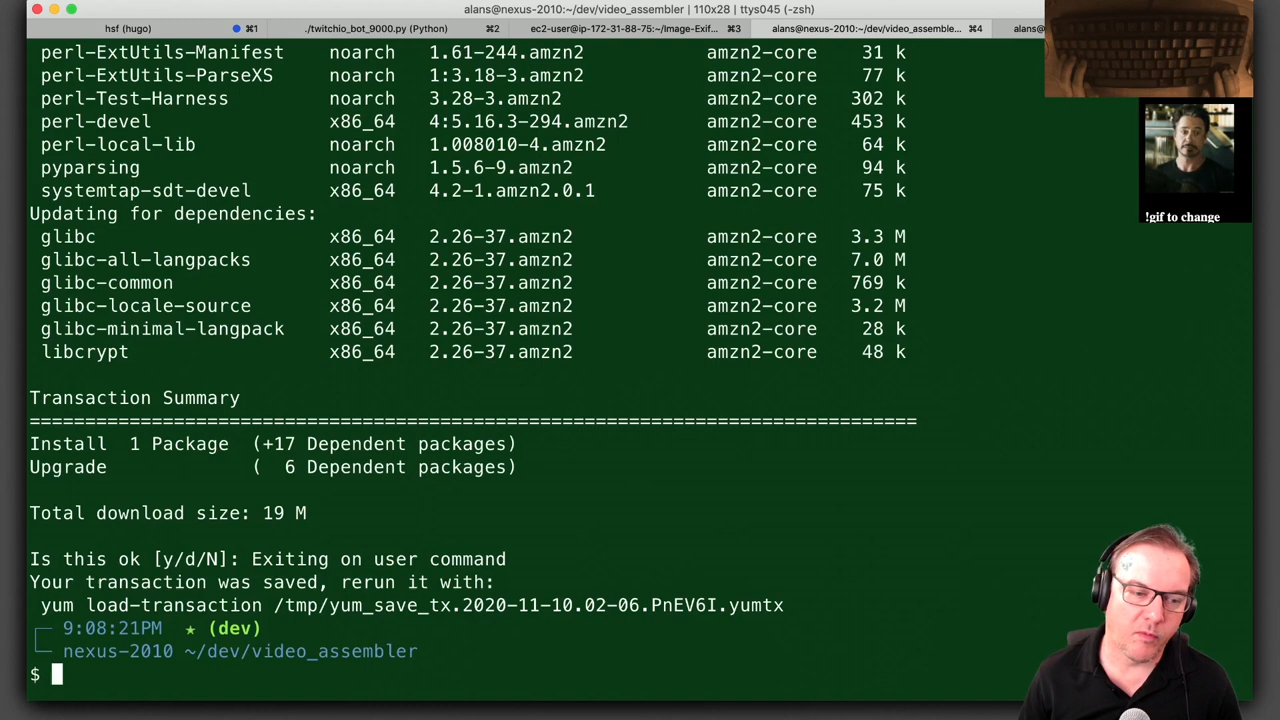 alans@nexus-2010:~/dev/video_assembler | 110x28 | ttys045 (-zsh)
hsf (hugo) ⌘1 ./twitchio_bot_9000.py (Python) ⌘2 ec2-user@ip-172-31-88-75:~/Image-Exif... ⌘3 alans@nexus-2010:~/dev/video_assemble... ⌘4 alans@
perl-ExtUtils-Manifest noarch 1.61-244.amzn2 amzn2-core 31 k
perl-ExtUtils-ParseXS noarch 1:3.18-3.amzn2 amzn2-core 77 k
perl-Test-Harness noarch 3.28-3.amzn2 amzn2-core 302 k
perl-devel x86_64 4:5.16.3-294.amzn2 amzn2-core 453 k
perl-local-lib noarch 1.008010-4.amzn2 amzn2-core 64 k
pyparsing noarch 1.5.6-9.amzn2 amzn2-core 94 k
systemtap-sdt-devel x86_64 4.2-1.amzn2.0.1 amzn2-core 75 k
Updating for dependencies:
glibc x86_64 2.26-37.amzn2 amzn2-core 3.3 M
glibc-all-langpacks x86_64 2.26-37.amzn2 amzn2-core 7.0 M
glibc-common x86_64 2.26-37.amzn2 amzn2-core 769 k
glibc-locale-source x86_64 2.26-37.amzn2 amzn2-core 3.2 M
glibc-minimal-langpack x86_64 2.26-37.amzn2 amzn2-core 28 k
libcrypt x86_64 2.26-37.amzn2 amzn2-core 48 k
Transaction Summary
================================================================================
Install 1 Package (+17 Dependent packages)
Upgrade ( 6 Dependent packages)
Total download size: 19 M
Is this ok [y/d/N]: Exiting on user command
Your transaction was saved, rerun it with:
yum load-transaction /tmp/yum_save_tx.2020-11-10.02-06.PnEV6I.yumtx
9:08:21PM ★ (dev)
nexus-2010 ~/dev/video_assembler
$
!gif to change